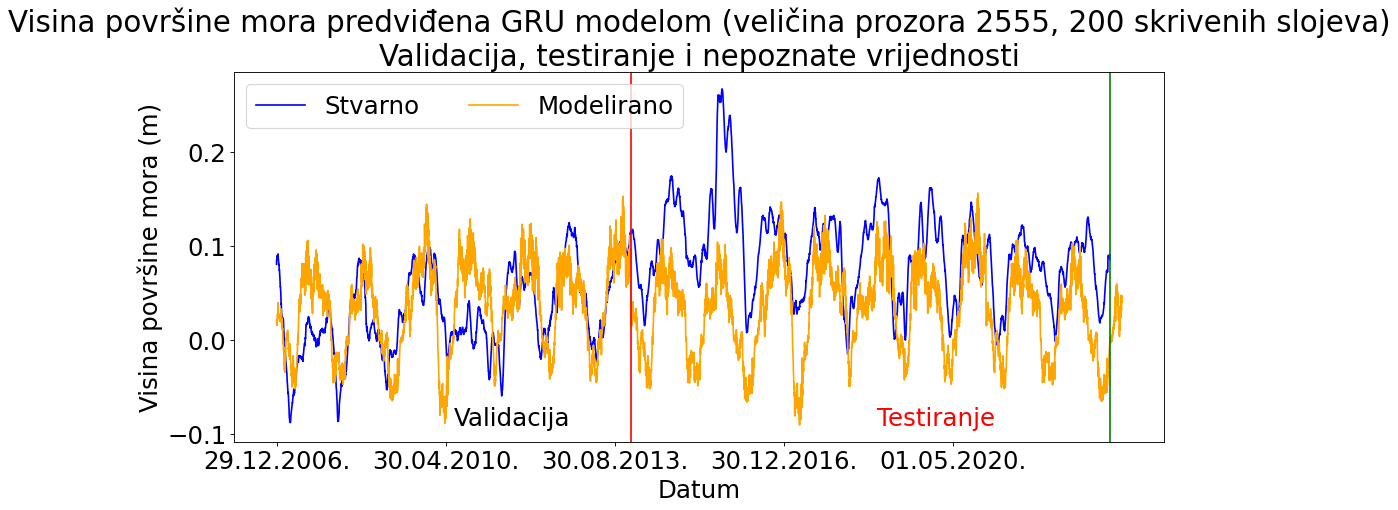 Visina površine mora predviđena GRU modelom (veličina prozora 2555, 200 skrivenih slojeva)
Validacija, testiranje i nepoznate vrijednosti
Stvarno
Modelirano
Visina površine mora (m)
0.2
0.1
0.0
−0.1
Validacija
Testiranje
29.12.2006.
30.04.2010.
30.08.2013.
30.12.2016.
01.05.2020.
Datum